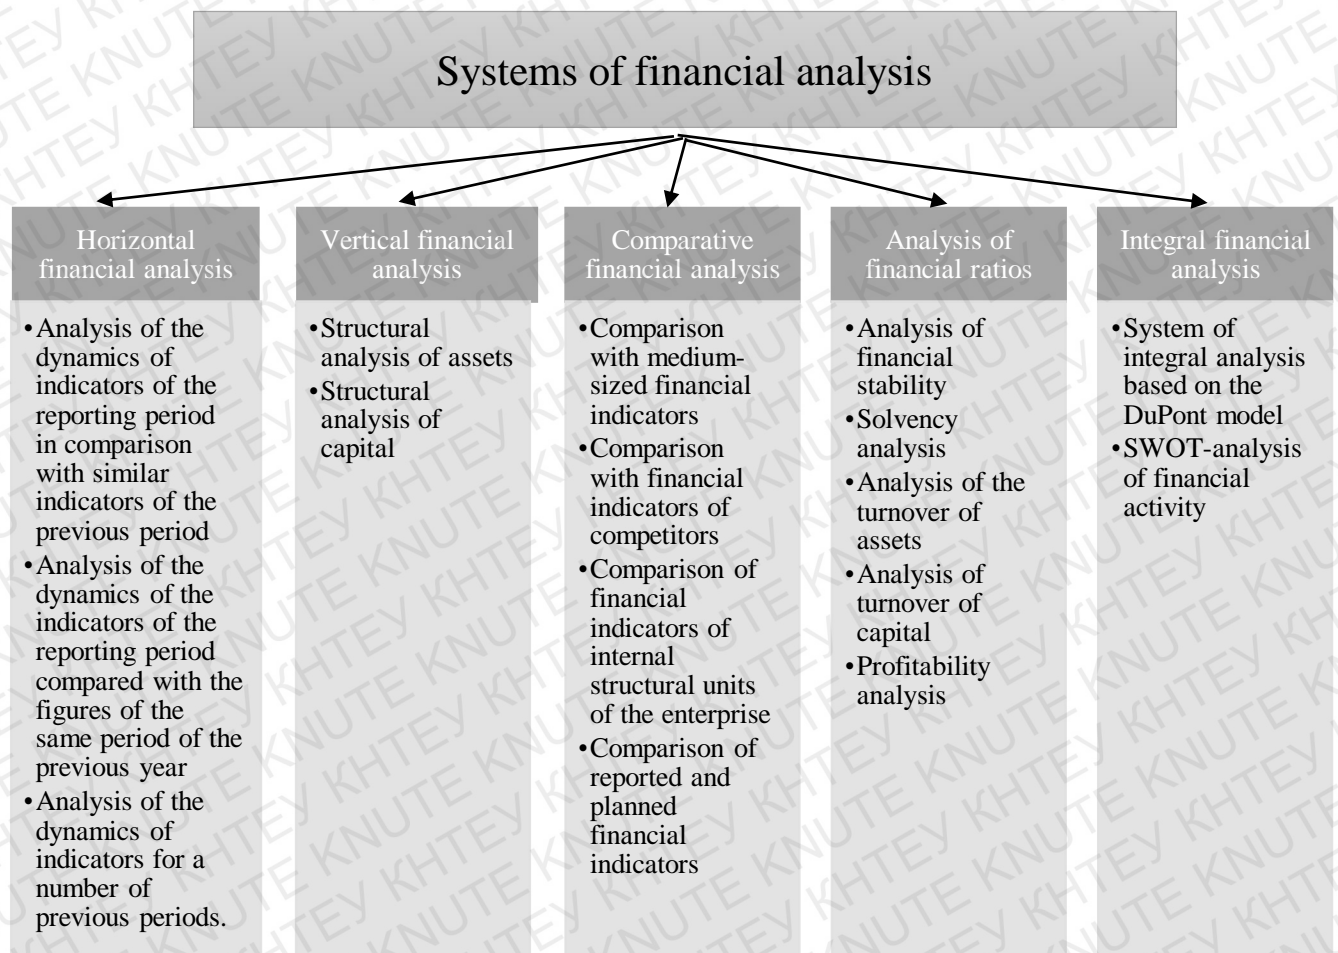 Systems of financial analysis
Horizontal
financial analysis
•Analysis of the
dynamics of
indicators of the
reporting period
in comparison
with similar
indicators of the
previous period
•Analysis of the
dynamics of the
indicators of the
reporting period
compared with the
figures of the
same period of the
previous year
•Analysis of the
dynamics of
indicators for a
number of
previous periods.
Vertical financial
analysis
•Structural
analysis of assets
•Structural
analysis of
capital
Comparative
financial analysis
•Comparison
with medium-
sized financial
indicators
•Comparison
with financial
indicators of
competitors
•Comparison of
financial
indicators of
internal
structural units
of the enterprise
•Comparison of
reported and
planned
financial
indicators
Analysis of
financial ratios
•Analysis of
financial
stability
•Solvency
analysis
•Analysis of the
turnover of
assets
•Analysis of
turnover of
capital
•Profitability
analysis
Integral financial
analysis
•System of
integral analysis
based on the
DuPont model
•SWOT-analysis
of financial
activity
КНТЕУ KNUTE